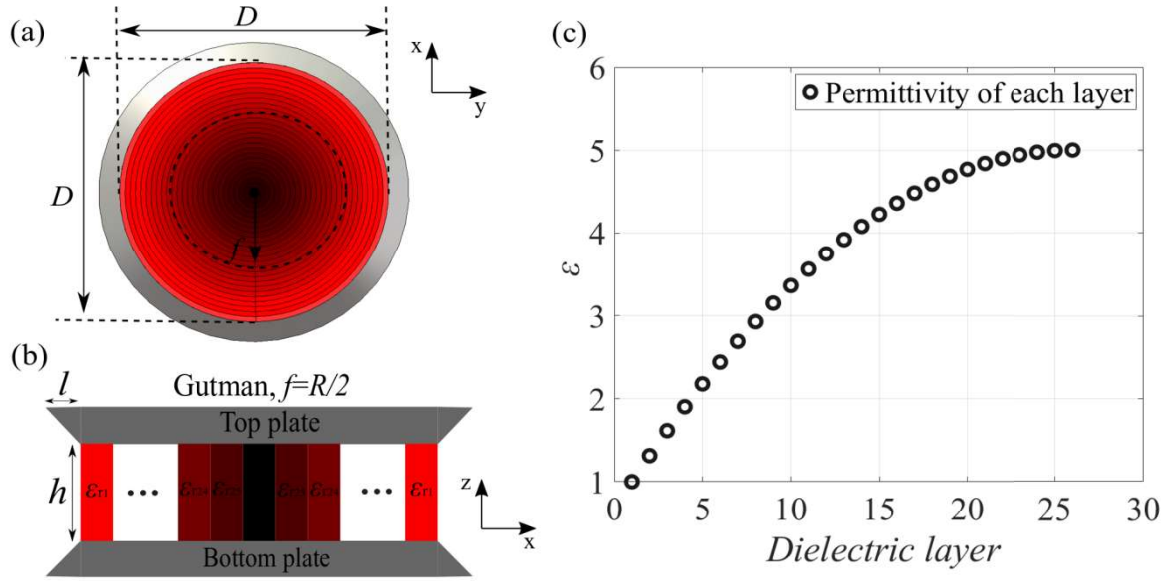 (a)
D
D
f
x
y
(b)
Gutman, f=R/2
l
Top plate
h
εr1
...
εr24
εr25
εr25
εr24
...
εr1
Bottom plate
z
x
(c)
Permittivity of each layer
ε
6
5
4
3
2
1
0
5
10
15
20
25
30
Dielectric layer